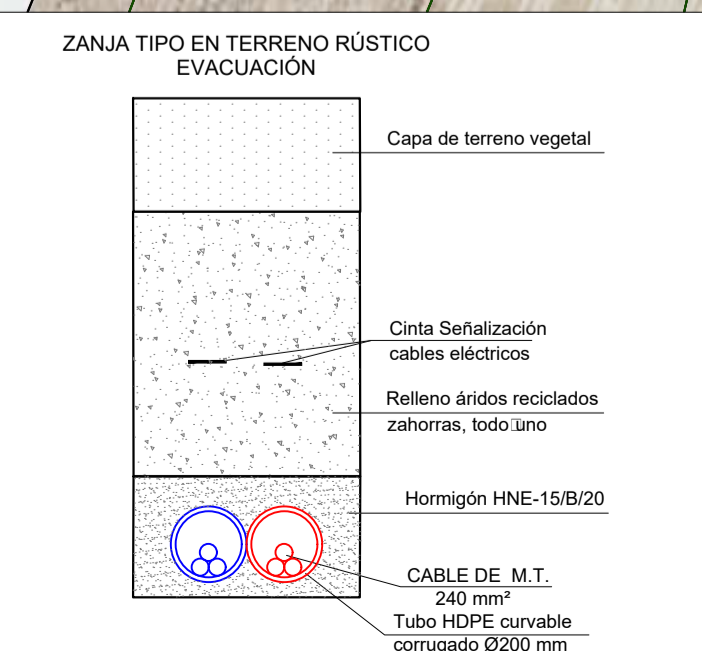 ZANJA TIPO EN TERRENO RÚSTICO
EVACUACIÓN
Capa de terreno vegetal
Cinta Señalización
cables eléctricos
Relleno áridos reciclados
zahorras, todo uno
Hormigón HNE-15/B/20
CABLE DE M.T.
240 mm²
Tubo HDPE curvable
corrugado Ø200 mm